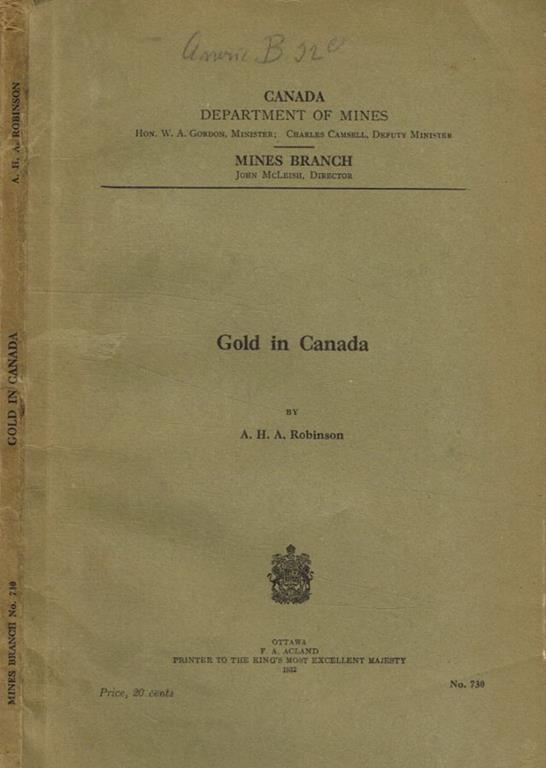 A. H. A. ROBINSON
GOLD IN CANADA
MINES BRANCH No. 730
B 32
CANADA
DEPARTMENT OF MINES
HON. W. A. GORDON, MINISTER; CHARLES CAMSELL, DEPUTY MINISTER
MINES BRANCH
JOHN MCLEISH, DIRECTOR
Gold in Canada
BY
A. H. A. Robinson
OTTAWA
F. A. ACLAND
PRINTER TO THE KING'S MOST EXCELLENT MAJESTY
1932
No. 730
Price, 20 cents